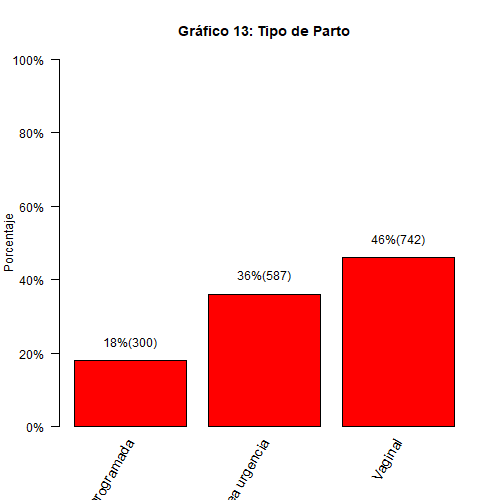 Gráfico 13: Tipo de Parto
100%
80%
60%
40%
20%
0%
Porcentaje
18%(300)
36%(587)
46%(742)
urgencia
Vaginal